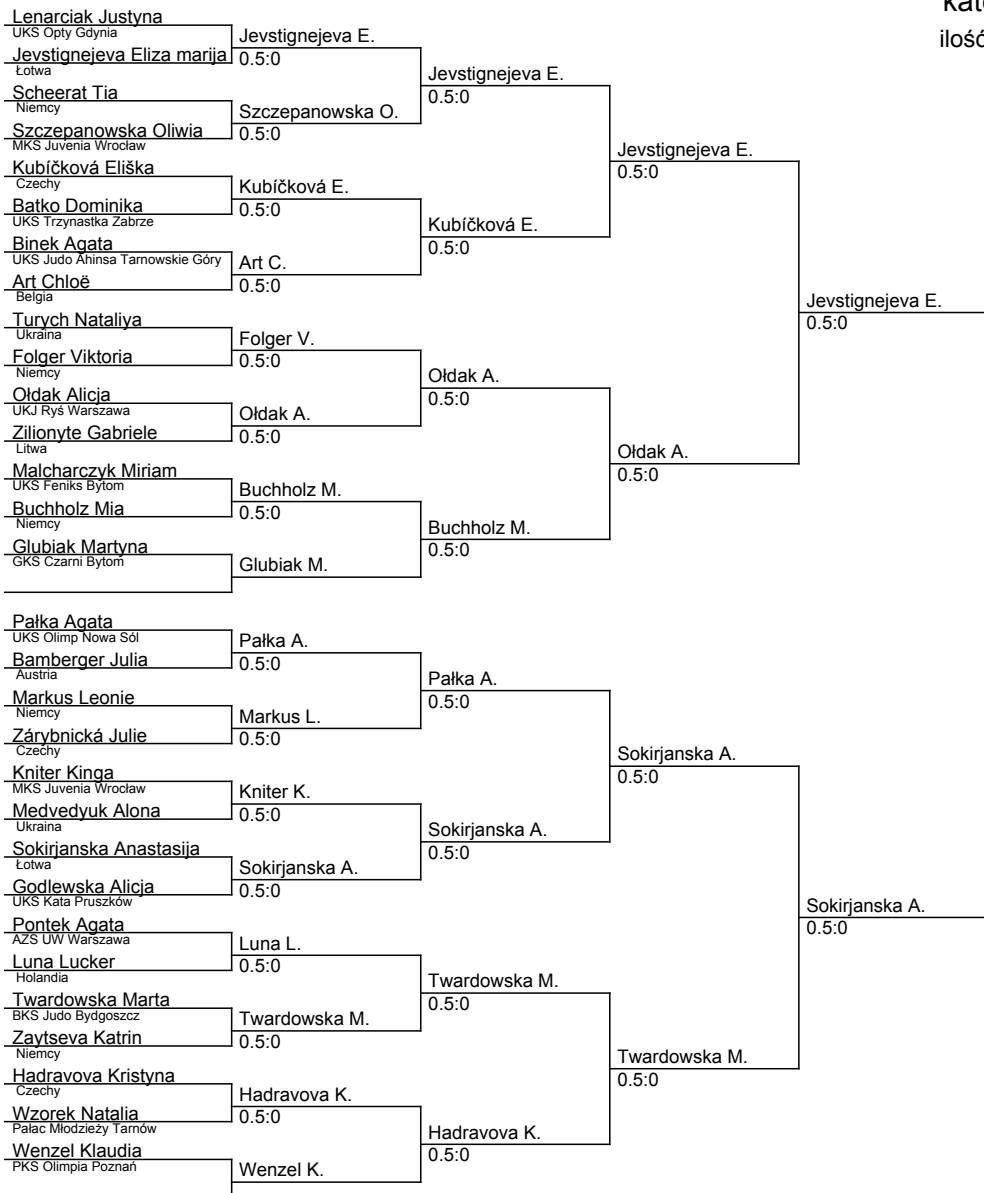 kat
ilość
Lenarciak Justyna
UKS Opty Gdynia
Jevstignejeva Eliza marija
Łotwa
Scheerat Tia
Niemcy
Szczepanowska Oliwia
MKS Juvenia Wrocław
Kubíčková Eliška
Czechy
Batko Dominika
UKS Trzynastka Zabrze
Binek Agata
UKS Judo Ahinsa Tarnowskie Góry
Art Chloë
Belgia
Turych Nataliya
Ukraina
Folger Viktoria
Niemcy
Ołdak Alicja
UKJ Ryś Warszawa
Zilionyte Gabriele
Litwa
Malcharczyk Miriam
UKS Feniks Bytom
Buchholz Mia
Niemcy
Glubiak Martyna
GKS Czarni Bytom
Pałka Agata
UKS Olimp Nowa Sól
Bamberger Julia
Austria
Markus Leonie
Niemcy
Zárybnická Julie
Czechy
Kniter Kinga
MKS Juvenia Wrocław
Medvedyuk Alona
Ukraina
Sokirjanska Anastasija
Łotwa
Godlewska Alicja
UKS Kata Pruszków
Pontek Agata
AZS UW Warszawa
Luna Lucker
Holandia
Twardowska Marta
BKS Judo Bydgoszcz
Zaytseva Katrin
Niemcy
Hadravova Kristyna
Czechy
Wzorek Natalia
Pałac Młodzieży Tarnów
Wenzel Klaudia
PKS Olimpia Poznań
Jevstignejeva E.
0.5:0
Szczepanowska O.
0.5:0
Kubíčková E.
0.5:0
Art C.
0.5:0
Folger V.
0.5:0
Ołdak A.
0.5:0
Buchholz M.
0.5:0
Glubiak M.
Pałka A.
0.5:0
Markus L.
0.5:0
Kniter K.
0.5:0
Sokirjanska A.
0.5:0
Luna L.
0.5:0
Twardowska M.
0.5:0
Hadravova K.
0.5:0
Wenzel K.
Jevstignejeva E.
0.5:0
Kubíčková E.
0.5:0
Ołdak A.
0.5:0
Buchholz M.
0.5:0
Pałka A.
0.5:0
Sokirjanska A.
0.5:0
Twardowska M.
0.5:0
Hadravova K.
0.5:0
Jevstignejeva E.
0.5:0
Ołdak A.
0.5:0
Sokirjanska A.
0.5:0
Twardowska M.
0.5:0
Jevstignejeva E.
0.5:0
Sokirjanska A.
0.5:0